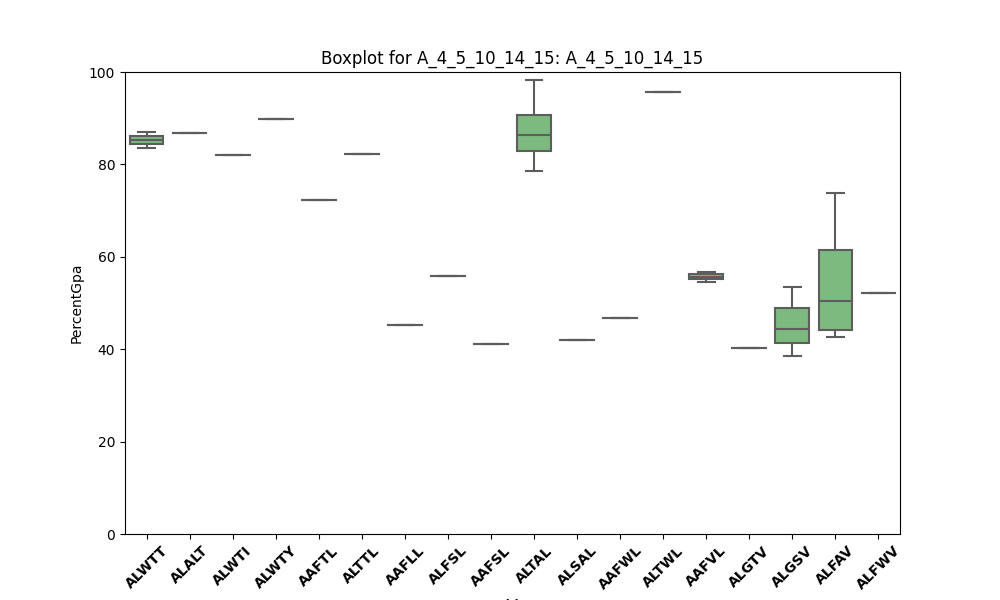 Boxplot for A_4_5_10_14_15: A_4_5_10_14_15
PercentGpa
100
80
60
40
20
0
ALWTT
ALALT
ALWTI
ALWTY
AAFTL
ALTTL
AAFLL
ALFSL
AAFSL
ALTAL
ALSAL
AAFWL
ALTWL
AAFVL
ALGTV
ALGSV
ALFAV
ALFWV